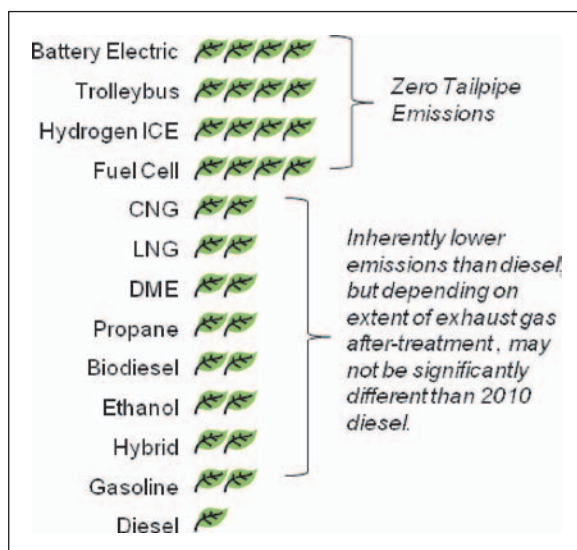 Battery Electric
Trolleybus
Hydrogen ICE
Fuel Cell
CNG
LNG
DME
Propane
Biodiesel
Ethanol
Hybrid
Gasoline
Diesel
Zero Tailpipe
Emissions
Inherently lower
emissions than diesel,
but depending on
extent of exhaust gas
after-treatment, may
not be significantly
different than 2010
diesel.